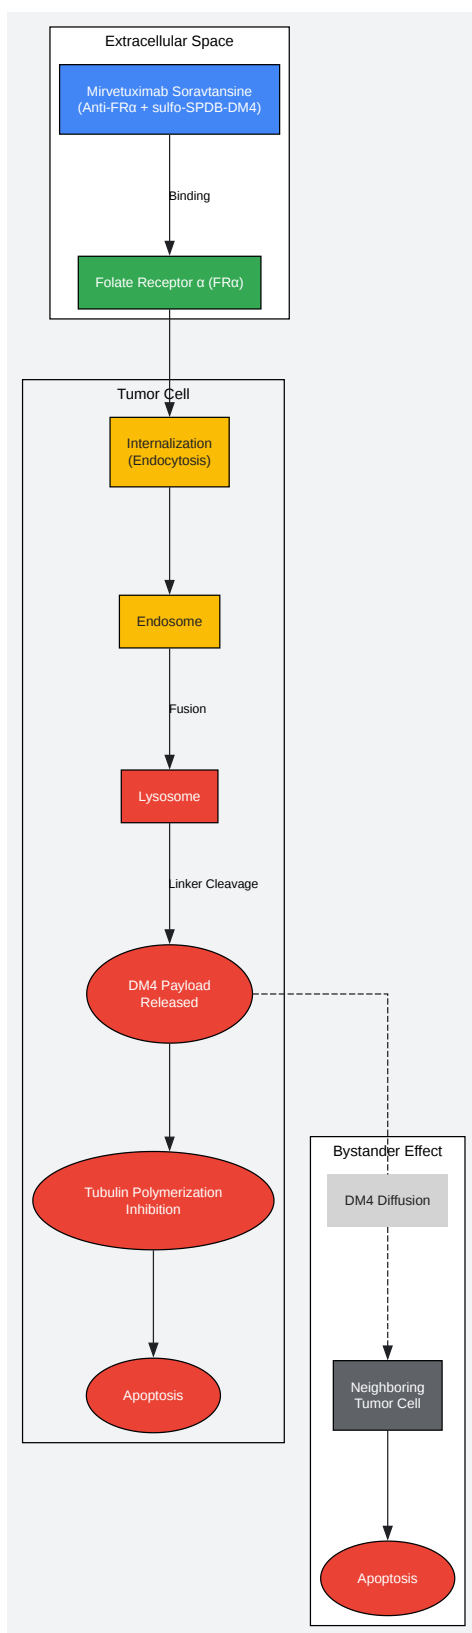 Extracellular Space
Mirvetuximab Soravtansine
(Anti-FRα + sulfo-SPDB-DM4)
Binding
Folate Receptor α (FRα)
Tumor Cell
Internalization
(Endocytosis)
Endosome
Fusion
Lysosome
Linker Cleavage
DM4 Payload
Released
Tubulin Polymerization
Inhibition
Apoptosis
Bystander Effect
DM4 Diffusion
Neighboring
Tumor Cell
Apoptosis